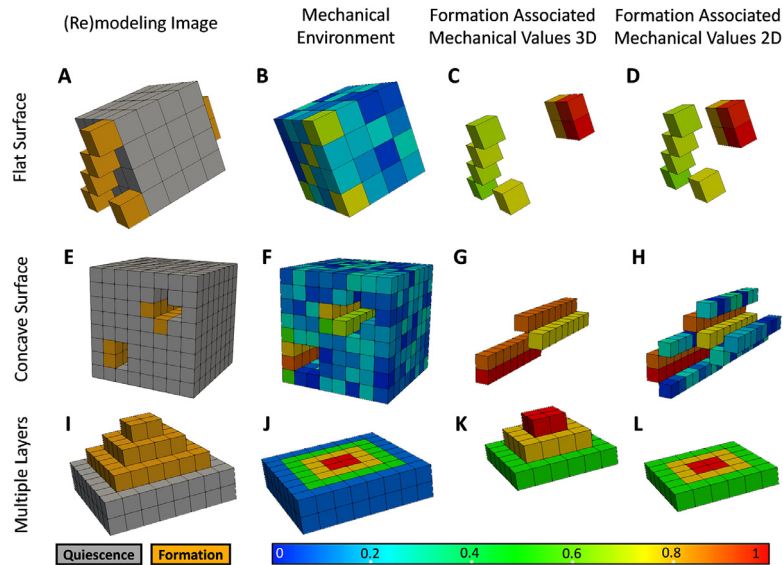 (Re)modeling Image
Mechanical
Environment
Formation Associated
Mechanical Values 3D
Formation Associated
Mechanical Values 2D
Flat Surface
A
B
C
D
Concave Surface
E
F
G
H
Multiple Layers
I
J
K
L
Quiescence
Formation
0 0.2 0.4 0.6 0.8 1